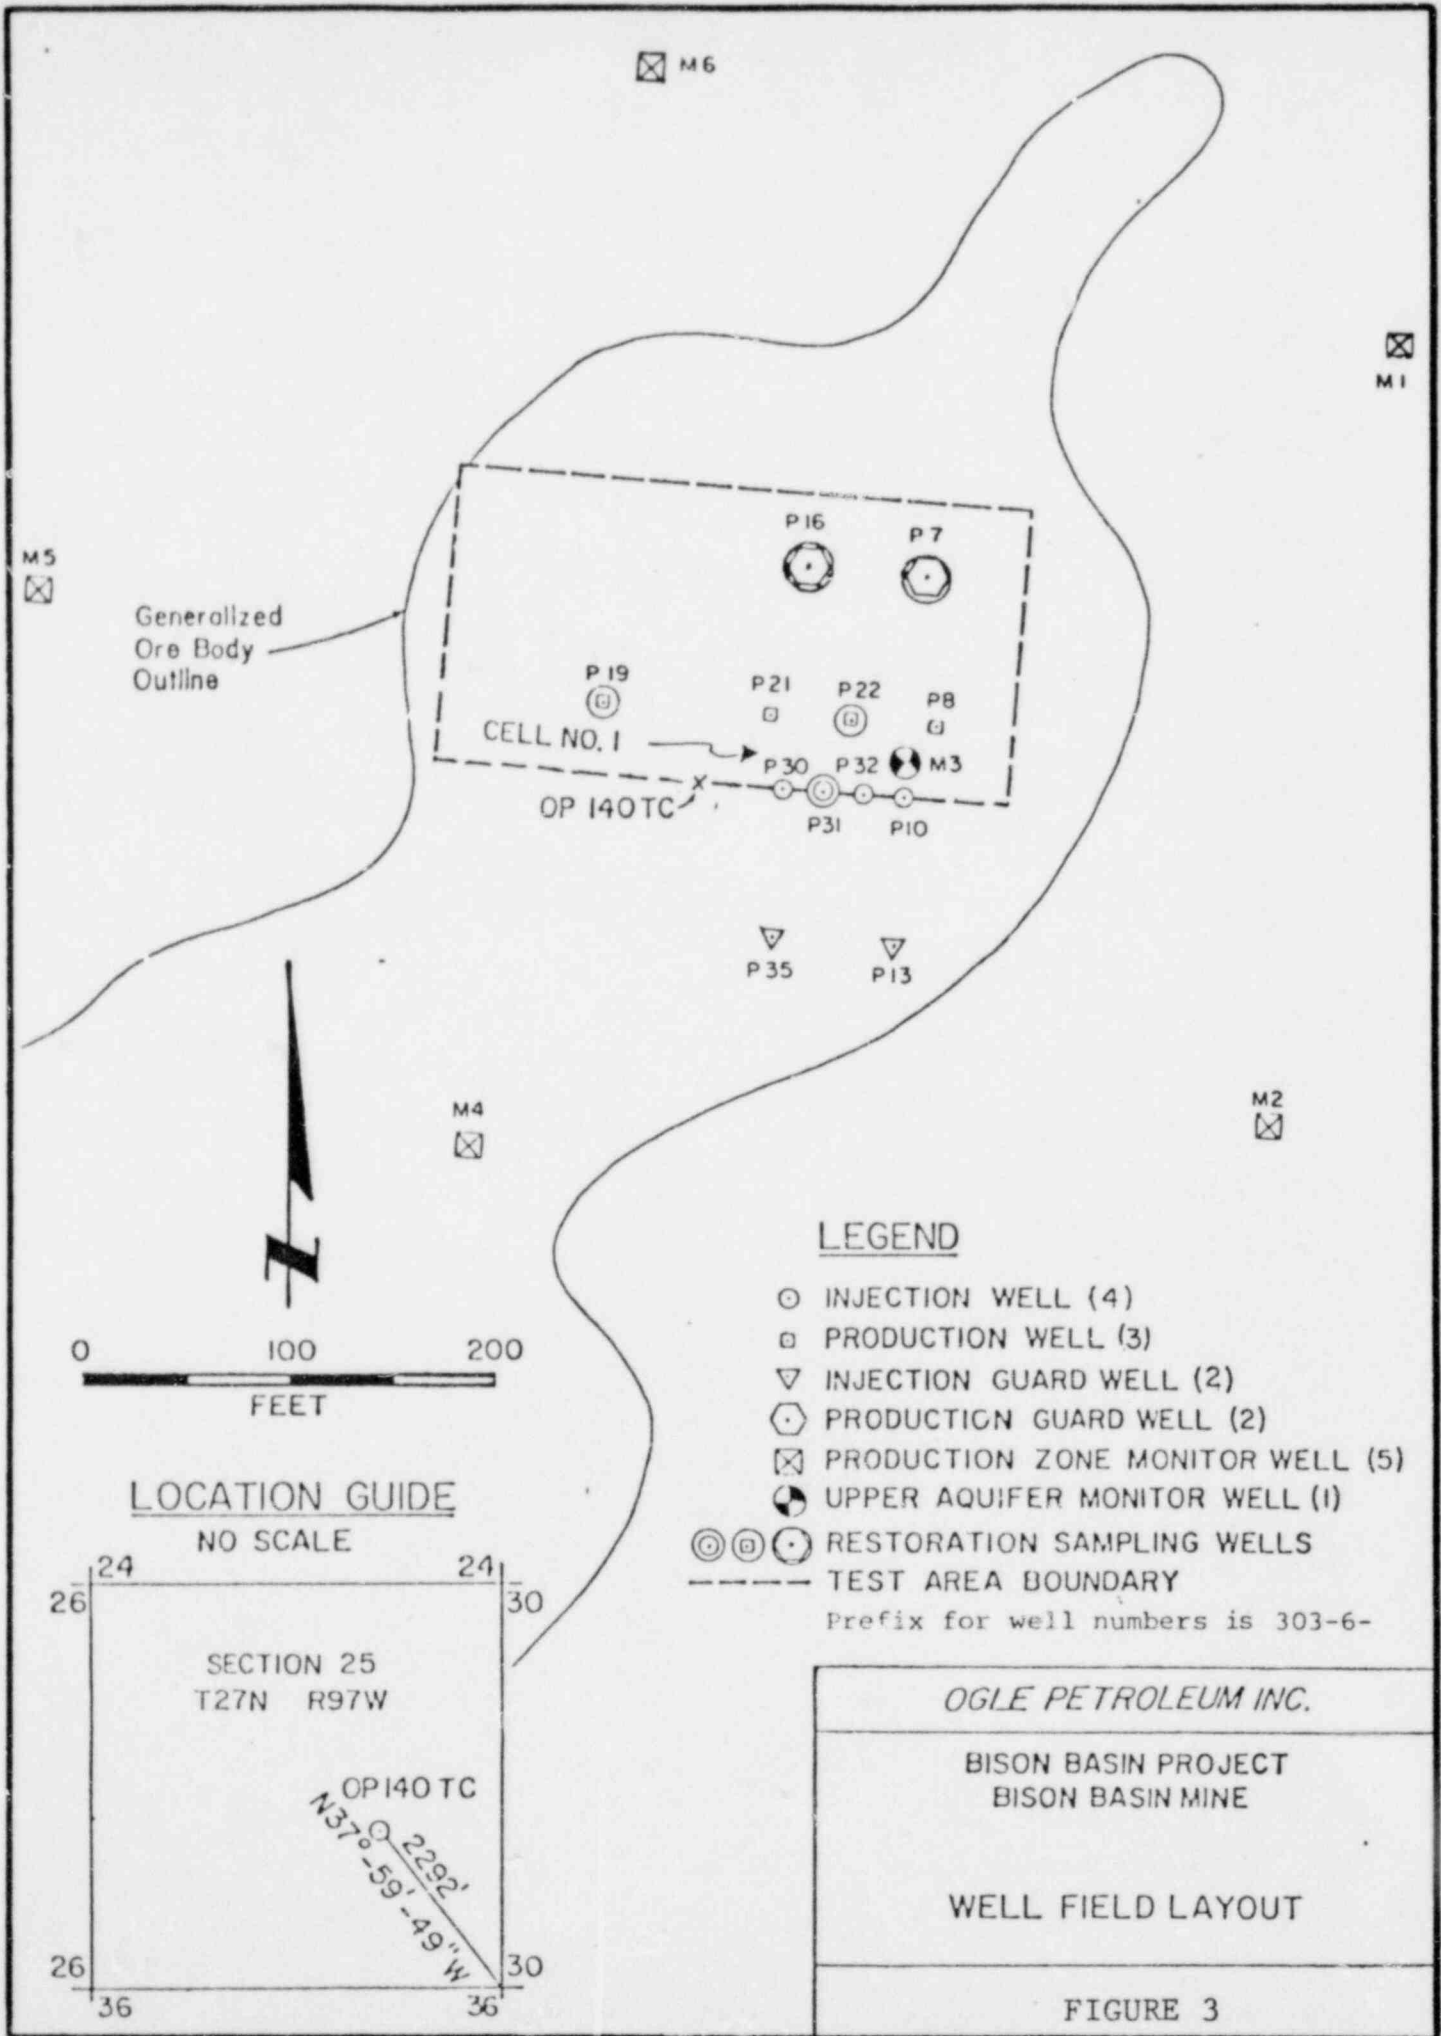 M6
M1
P16
P7
M5
Generalized
Ore Body
Outline
P19
P21
P22
P8
CELL NO. 1
P30
P32
M3
OP 140TC
P31
P10
P35
P13
M4
M2
N
0 100 200
FEET
LEGEND
INJECTION WELL (4)
PRODUCTION WELL (3)
INJECTION GUARD WELL (2)
PRODUCTION GUARD WELL (2)
PRODUCTION ZONE MONITOR WELL (5)
UPPER AQUIFER MONITOR WELL (1)
RESTORATION SAMPLING WELLS
TEST AREA BOUNDARY
Prefix for well numbers is 303-6-
LOCATION GUIDE
NO SCALE
24 24
26 30
SECTION 25
T27N R97W
OP140 TC
2292'
N37°-59'-49"W
26 30
36 36
OGLE PETROLEUM INC.
BISON BASIN PROJECT
BISON BASIN MINE
WELL FIELD LAYOUT
FIGURE 3